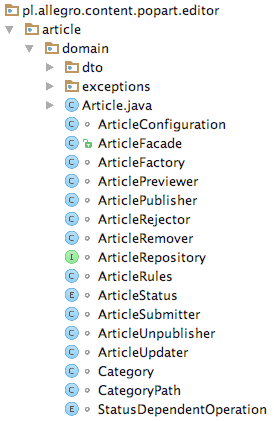 pl.allegro.content.popart.editor
article
domain
dto
exceptions
Article.java
ArticleConfiguration
ArticleFacade
ArticleFactory
ArticlePreviewer
ArticlePublisher
ArticleRejector
ArticleRemover
ArticleRepository
ArticleRules
ArticleStatus
ArticleSubmitter
ArticleUnpublisher
ArticleUpdater
Category
CategoryPath
StatusDependentOperation